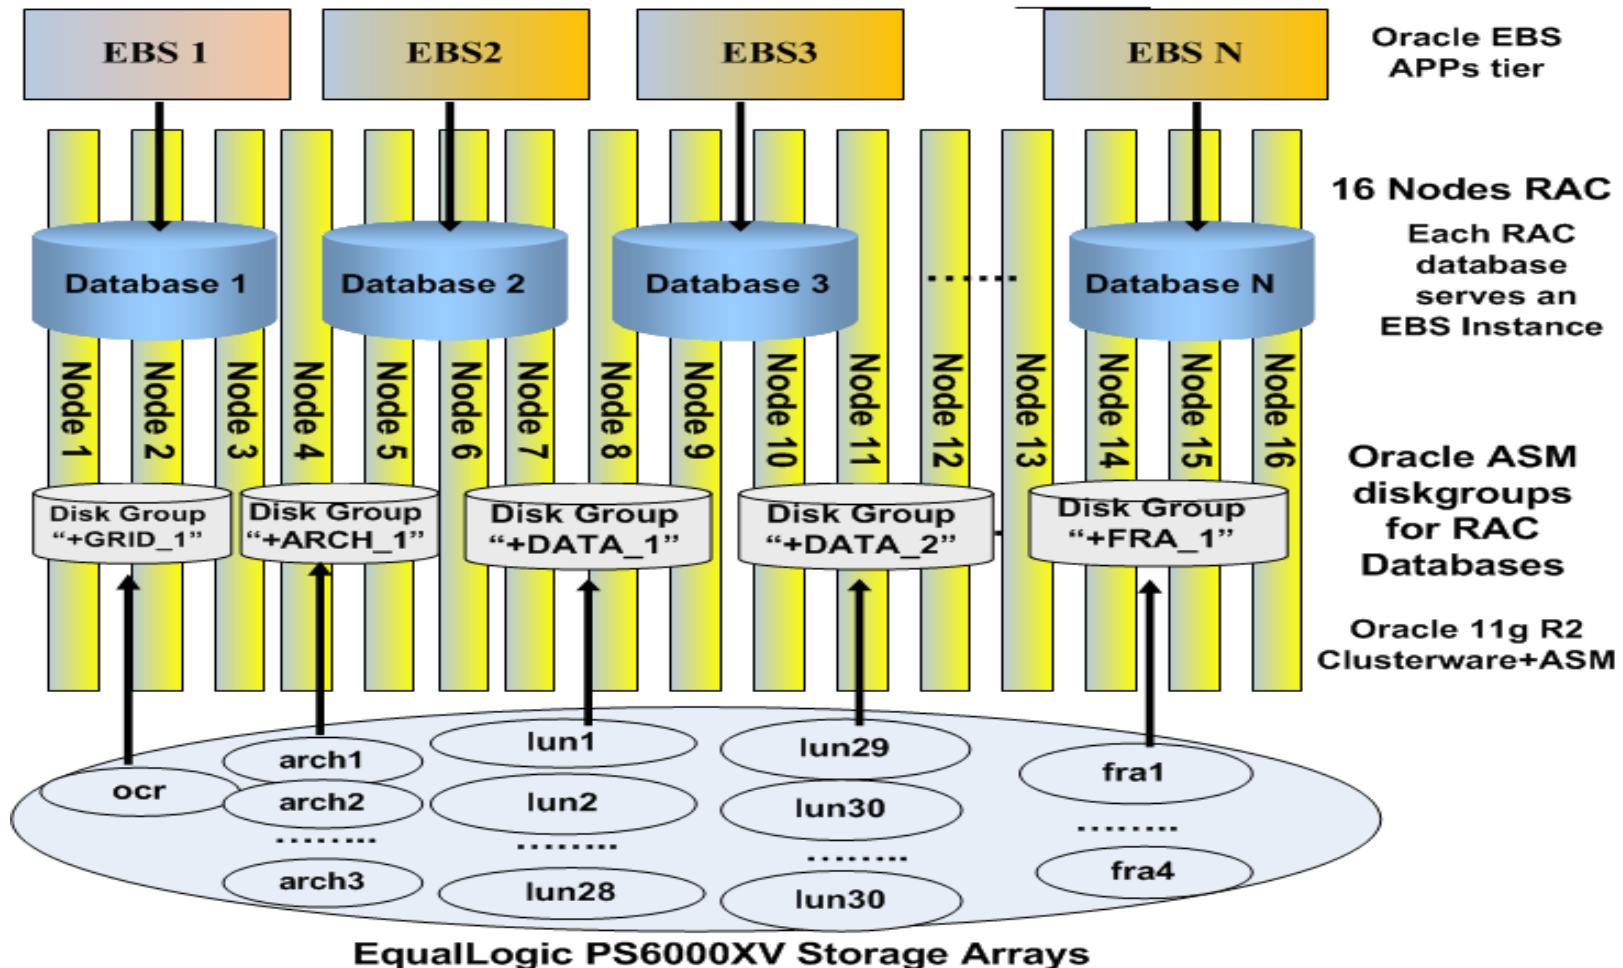 EBS 1
EBS2
EBS3
EBS N
Oracle EBS
APPs tier
16 Nodes RAC
Each RAC
database
serves an
EBS Instance
Database 1
Database 2
Database 3
Database N
Node 1
Node 2
Node 3
Node 4
Node 5
Node 6
Node 7
Node 8
Node 9
Node 10
Node 11
Node 12
Node 13
Node 14
Node 15
Node 16
Oracle ASM
diskgroups
for RAC
Databases
Disk Group
“+GRID_1”
Disk Group
“+ARCH_1”
Disk Group
“+DATA_1”
Disk Group
“+DATA_2”
Disk Group
“+FRA_1”
Oracle 11g R2
Clusterware+ASM
ocr
arch1
arch2
arch3
lun1
lun2
lun28
lun29
lun30
lun30
fra1
fra4
EqualLogic PS6000XV Storage Arrays